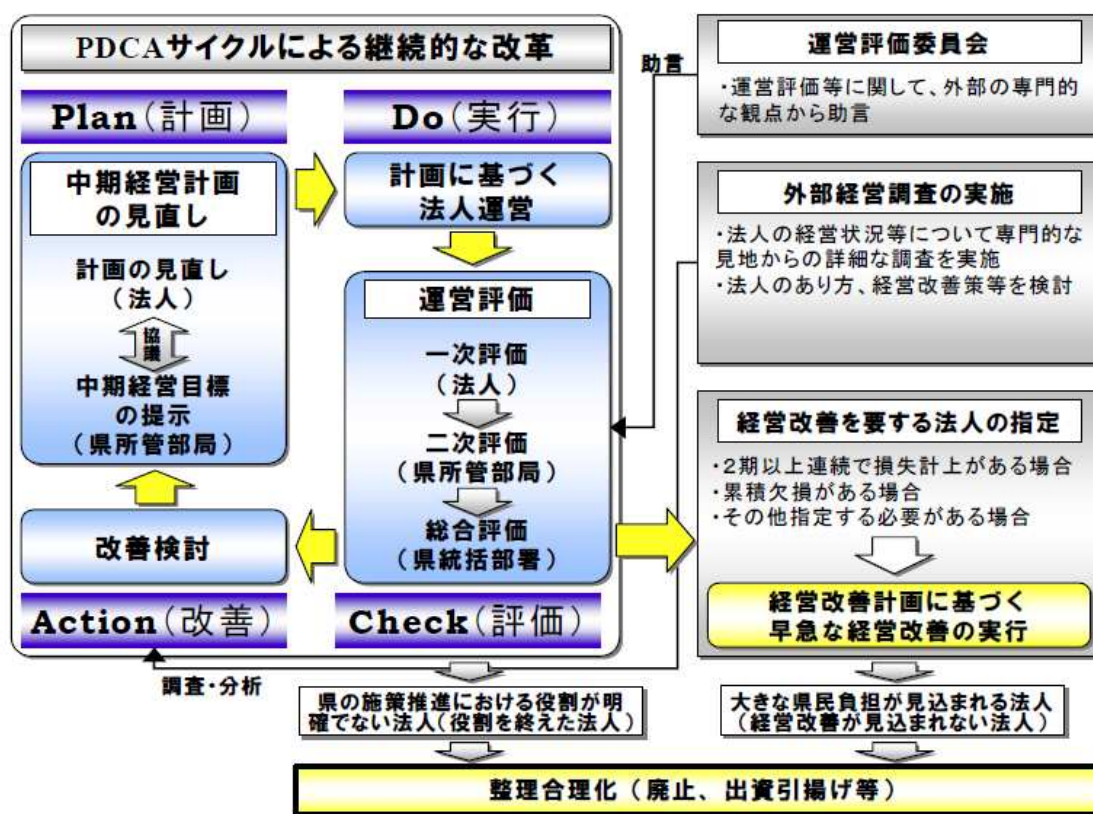 PDCAサイクルによる継続的な改革
Plan(計画)
Do(実行)
中期経営計画
の見直し
計画の見直し
(法人)
協
議
中期経営目標
の提示
(県所管部局)
計画に基づく
法人運営
運営評価
一次評価
(法人)
二次評価
(県所管部局)
総合評価
(県統括部署)
改善検討
Action(改善)
Check(評価)
助言
運営評価委員会
・運営評価等に関して、外部の専門的
な観点から助言
外部経営調査の実施
・法人の経営状況等について専門的な
見地からの詳細な調査を実施
・法人のあり方、経営改善策等を検討
経営改善を要する法人の指定
・2期以上連続で損失計上がある場合
・累積欠損がある場合
・その他指定する必要がある場合
経営改善計画に基づく
早急な経営改善の実行
調査・分析
県の施策推進における役割が明
確でない法人(役割を終えた法人)
大きな県民負担が見込まれる法人
(経営改善が見込まれない法人)
整理合理化(廃止、出資引揚げ等)